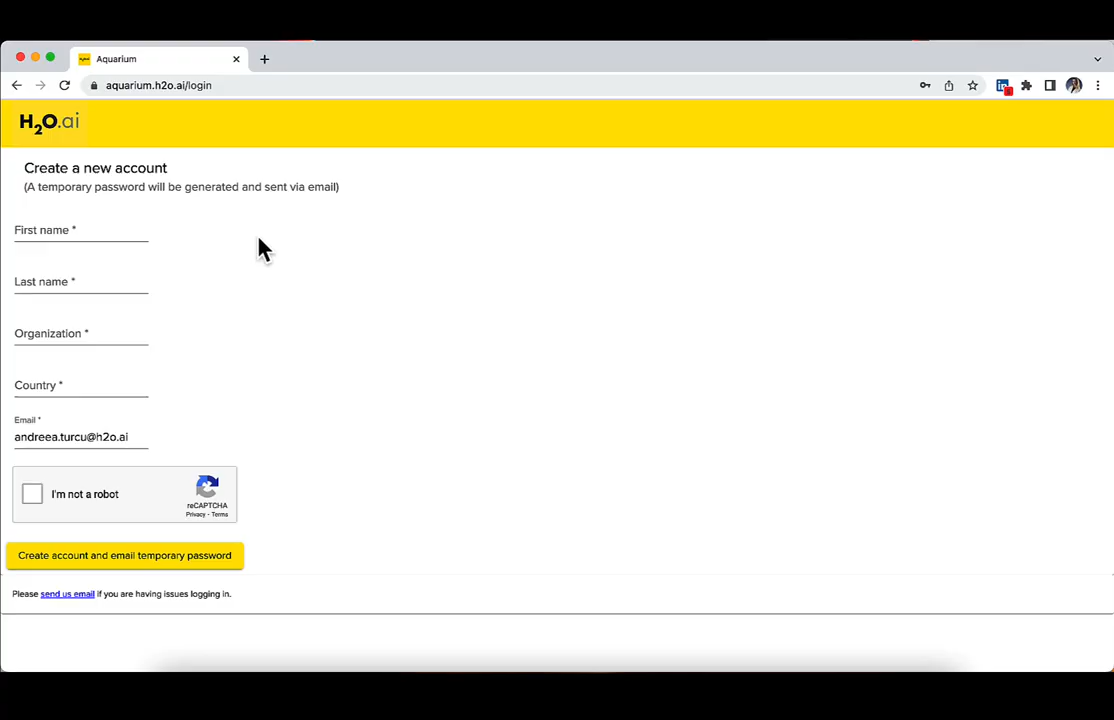 Aquarium
aquarium.h2o.ai/login
H2O.ai
Create a new account
(A temporary password will be generated and sent via email)
First name *
Last name *
Organization *
Country *
Email *
andreea.turcu@h2o.ai
I'm not a robot
reCAPTCHA
Privacy - Terms
Create account and email temporary password
Please send us email if you are having issues logging in.